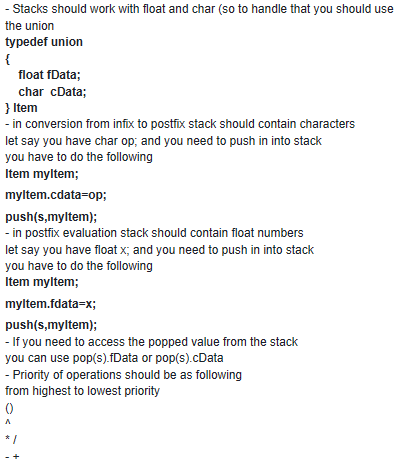 - Stacks should work with float and char (so to handle that you should use
the union
typedef union
{
float fData;
char cData;
} Item
- in conversion from infix to postfix stack should contain characters
let say you have char op; and you need to push in into stack
you have to do the following
Item myItem;
myItem.cdata=op;
push(s,myItem);
- in postfix evaluation stack should contain float numbers
let say you have float x; and you need to push in into stack
you have to do the following
Item myItem;
myItem.fdata=x;
push(s,myItem);
- If you need to access the popped value from the stack
you can use pop(s).fData or pop(s).cData
- Priority of operations should be as following
from highest to lowest priority
()
^
* /
- +